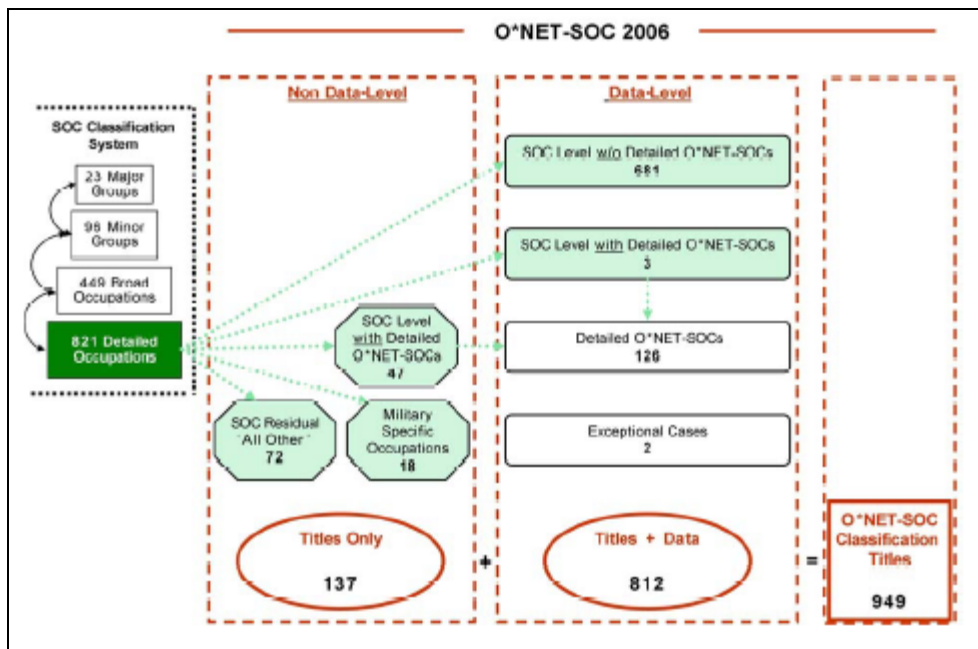 O*NET-SOC 2006
Non Data-Level
Data-Level
SOC Classification
System
23 Major
Groups
96 Minor
Groups
449 Broad
Occupations
821 Detailed
Occupations
SOC Level w/o Detailed O*NET-SOCs
681
SOC Level with Detailed O*NET-SOCs
3
SOC Level
with Detailed
O*NET-SOCs
47
Detailed O*NET-SOCs
126
SOC Residual
"All Other"
72
Military
Specific
Occupations
18
Exceptional Cases
2
Titles Only
137
+
Titles + Data
812
=
O*NET-SOC
Classification
Titles
949